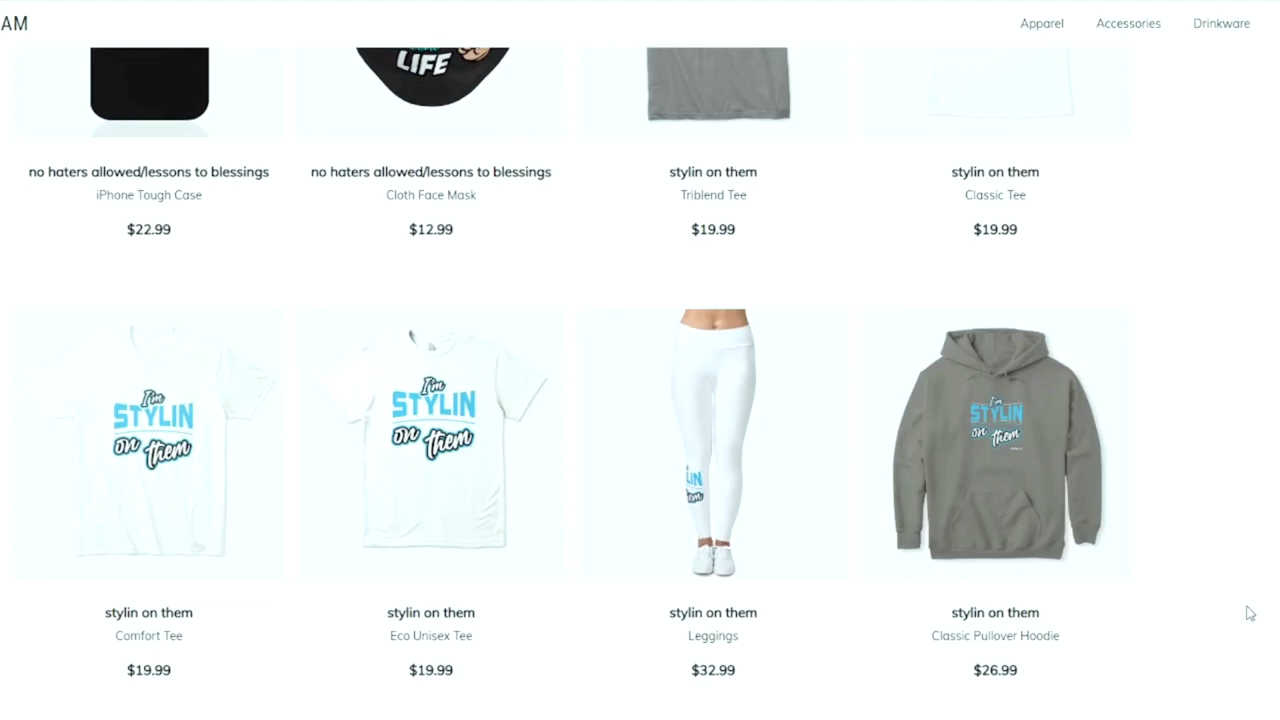 AM
Apparel
Accessories
Drinkware
LIFE
no haters allowed/lessons to blessings
iPhone Tough Case
$22.99
no haters allowed/lessons to blessings
Cloth Face Mask
$12.99
stylin on them
Triblend Tee
$19.99
stylin on them
Classic Tee
$19.99
I'm
STYLIN
on them
I'm
STYLIN
on them
LIN
em
I'm
STYLIN
on them
stylin on them
Comfort Tee
$19.99
stylin on them
Eco Unisex Tee
$19.99
stylin on them
Leggings
$32.99
stylin on them
Classic Pullover Hoodie
$26.99